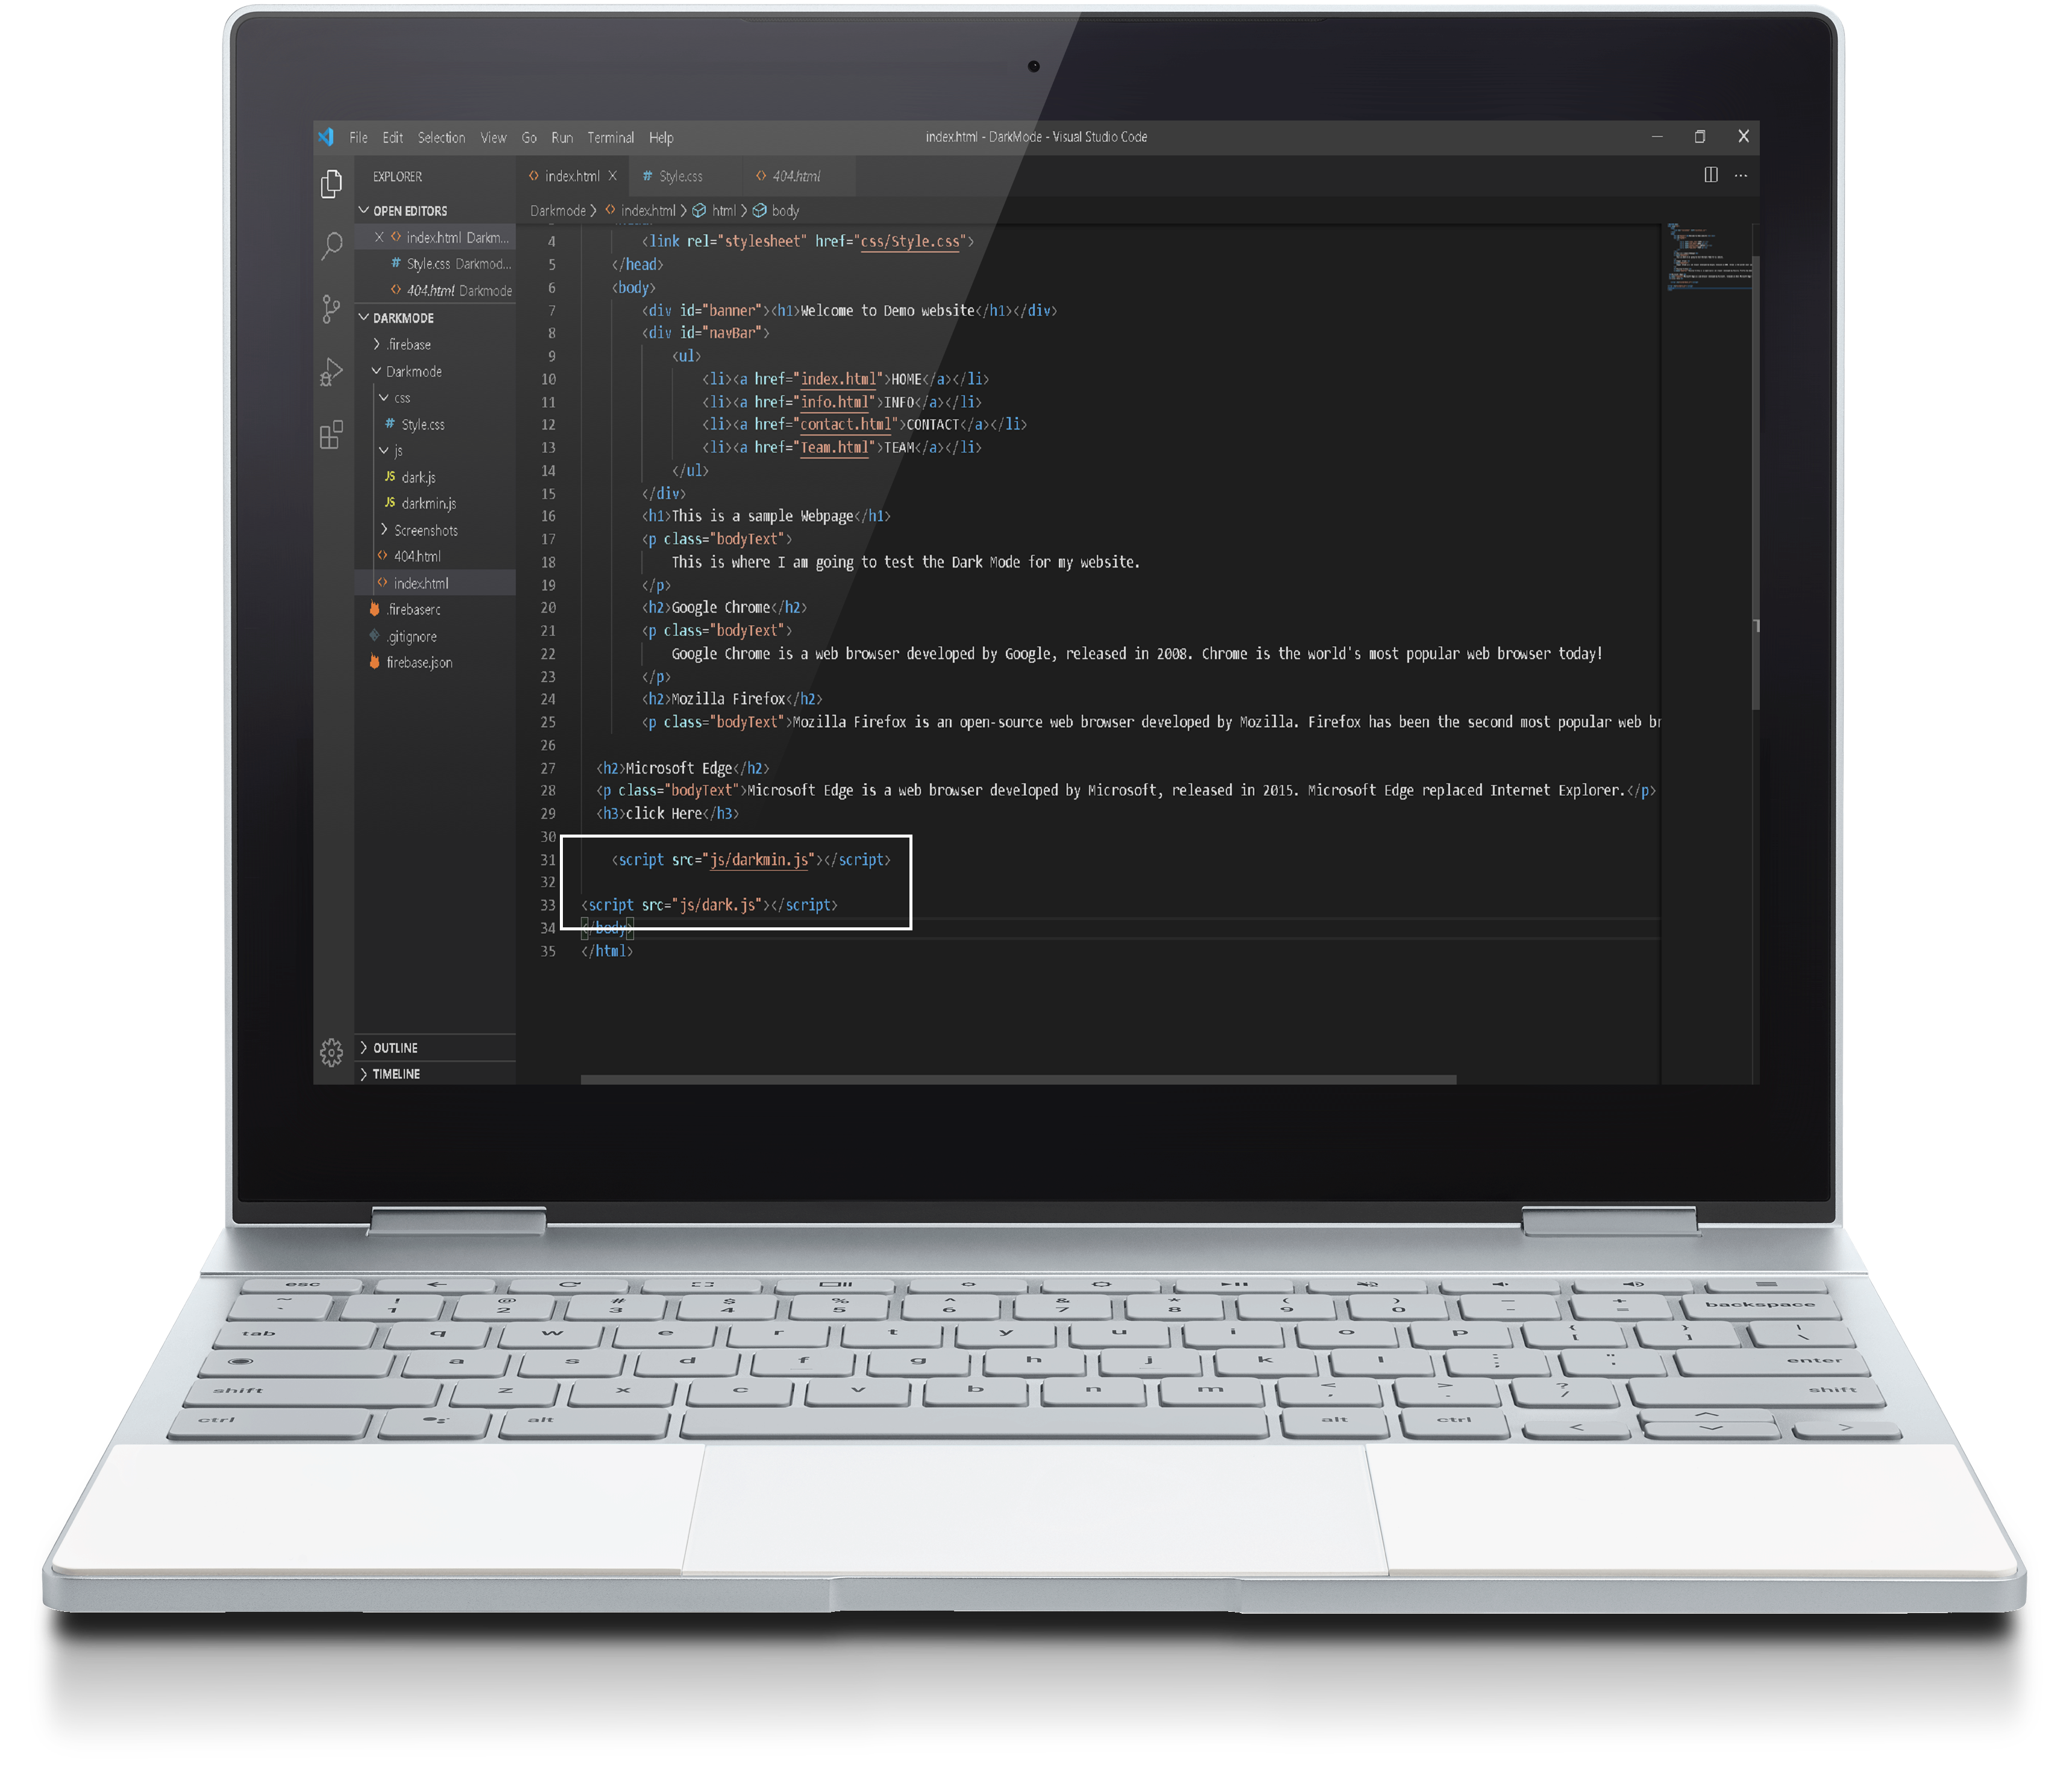 File Edit Selection View Go Run Terminal Help
index.html - DarkMode - Visual Studio Code
EXPLORER
OPEN EDITORS
index.html Darkm...
Style.css Darkmod...
404.html Darkmode
DARKMODE
.firebase
Darkmode
css
Style.css
js
JS dark.js
JS darkmin.js
Screenshots
404.html
index.html
.firebaserc
.gitignore
firebase.json
OUTLINE
TIMELINE
index.html
Style.css
404.html
Darkmode > index.html > html > body
4 <link rel="stylesheet" href="css/Style.css">
5 </head>
6 <body>
7 <div id="banner"><h1>Welcome to Demo website</h1></div>
8 <div id="navBar">
9 <ul>
10 <li><a href="index.html">HOME</a></li>
11 <li><a href="info.html">INFO</a></li>
12 <li><a href="contact.html">CONTACT</a></li>
13 <li><a href="Team.html">TEAM</a></li>
14 </ul>
15 </div>
16 <h1>This is a sample Webpage</h1>
17 <p class="bodyText">
18 This is where I am going to test the Dark Mode for my website.
19 </p>
20 <h2>Google Chrome</h2>
21 <p class="bodyText">
22 Google Chrome is a web browser developed by Google, released in 2008. Chrome is the world's most popular web browser today!
23 </p>
24 <h2>Mozilla Firefox</h2>
25 <p class="bodyText">Mozilla Firefox is an open-source web browser developed by Mozilla. Firefox has been the second most popular web br
26
27 <h2>Microsoft Edge</h2>
28 <p class="bodyText">Microsoft Edge is a web browser developed by Microsoft, released in 2015. Microsoft Edge replaced Internet Explorer.</p>
29 <h3>click Here</h3>
30
31 <script src="js/darkmin.js"></script>
32
33 <script src="js/dark.js"></script>
34 </body>
35 </html>
esc
~ ` ! 1 @ 2 # 3 $ 4 % 5 ^ 6 & 7 * 8 ( 9 ) 0 - + = backspace
tab q w e r t y u i o p { [ } ] | \
a s d f g h j k l : ; " ' enter
shift z x c v b n m < , > . ? / shift
ctrl alt alt ctrl